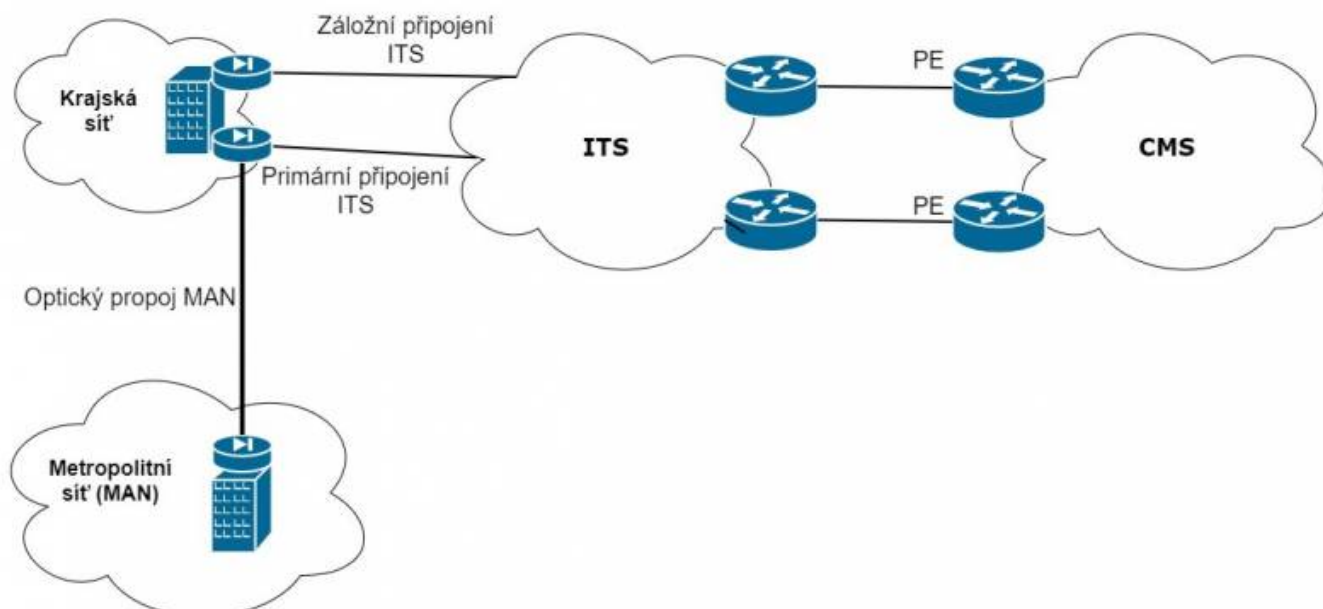 Záložní připojení
ITS
PE
Krajská
síť
ITS
CMS
Primární připojení
ITS
PE
Optický propoj MAN
Metropolitní
síť (MAN)